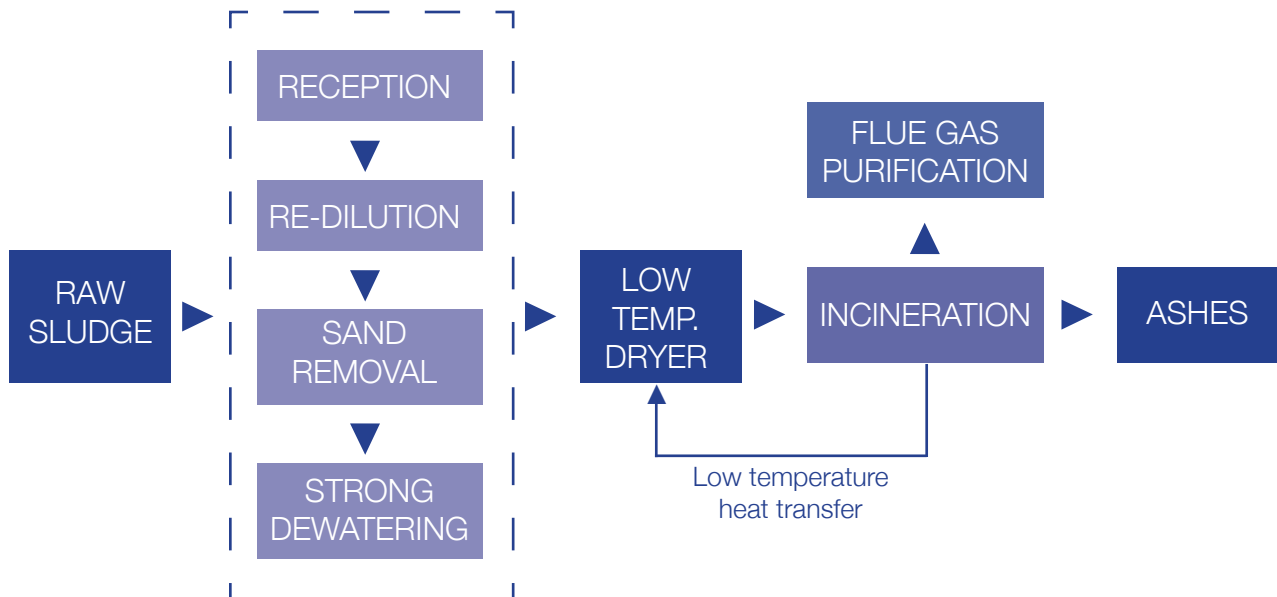 RAW
SLUDGE
RECEPTION
RE-DILUTION
SAND
REMOVAL
STRONG
DEWATERING
LOW
TEMP.
DRYER
FLUE GAS
PURIFICATION
INCINERATION
ASHES
Low temperature
heat transfer